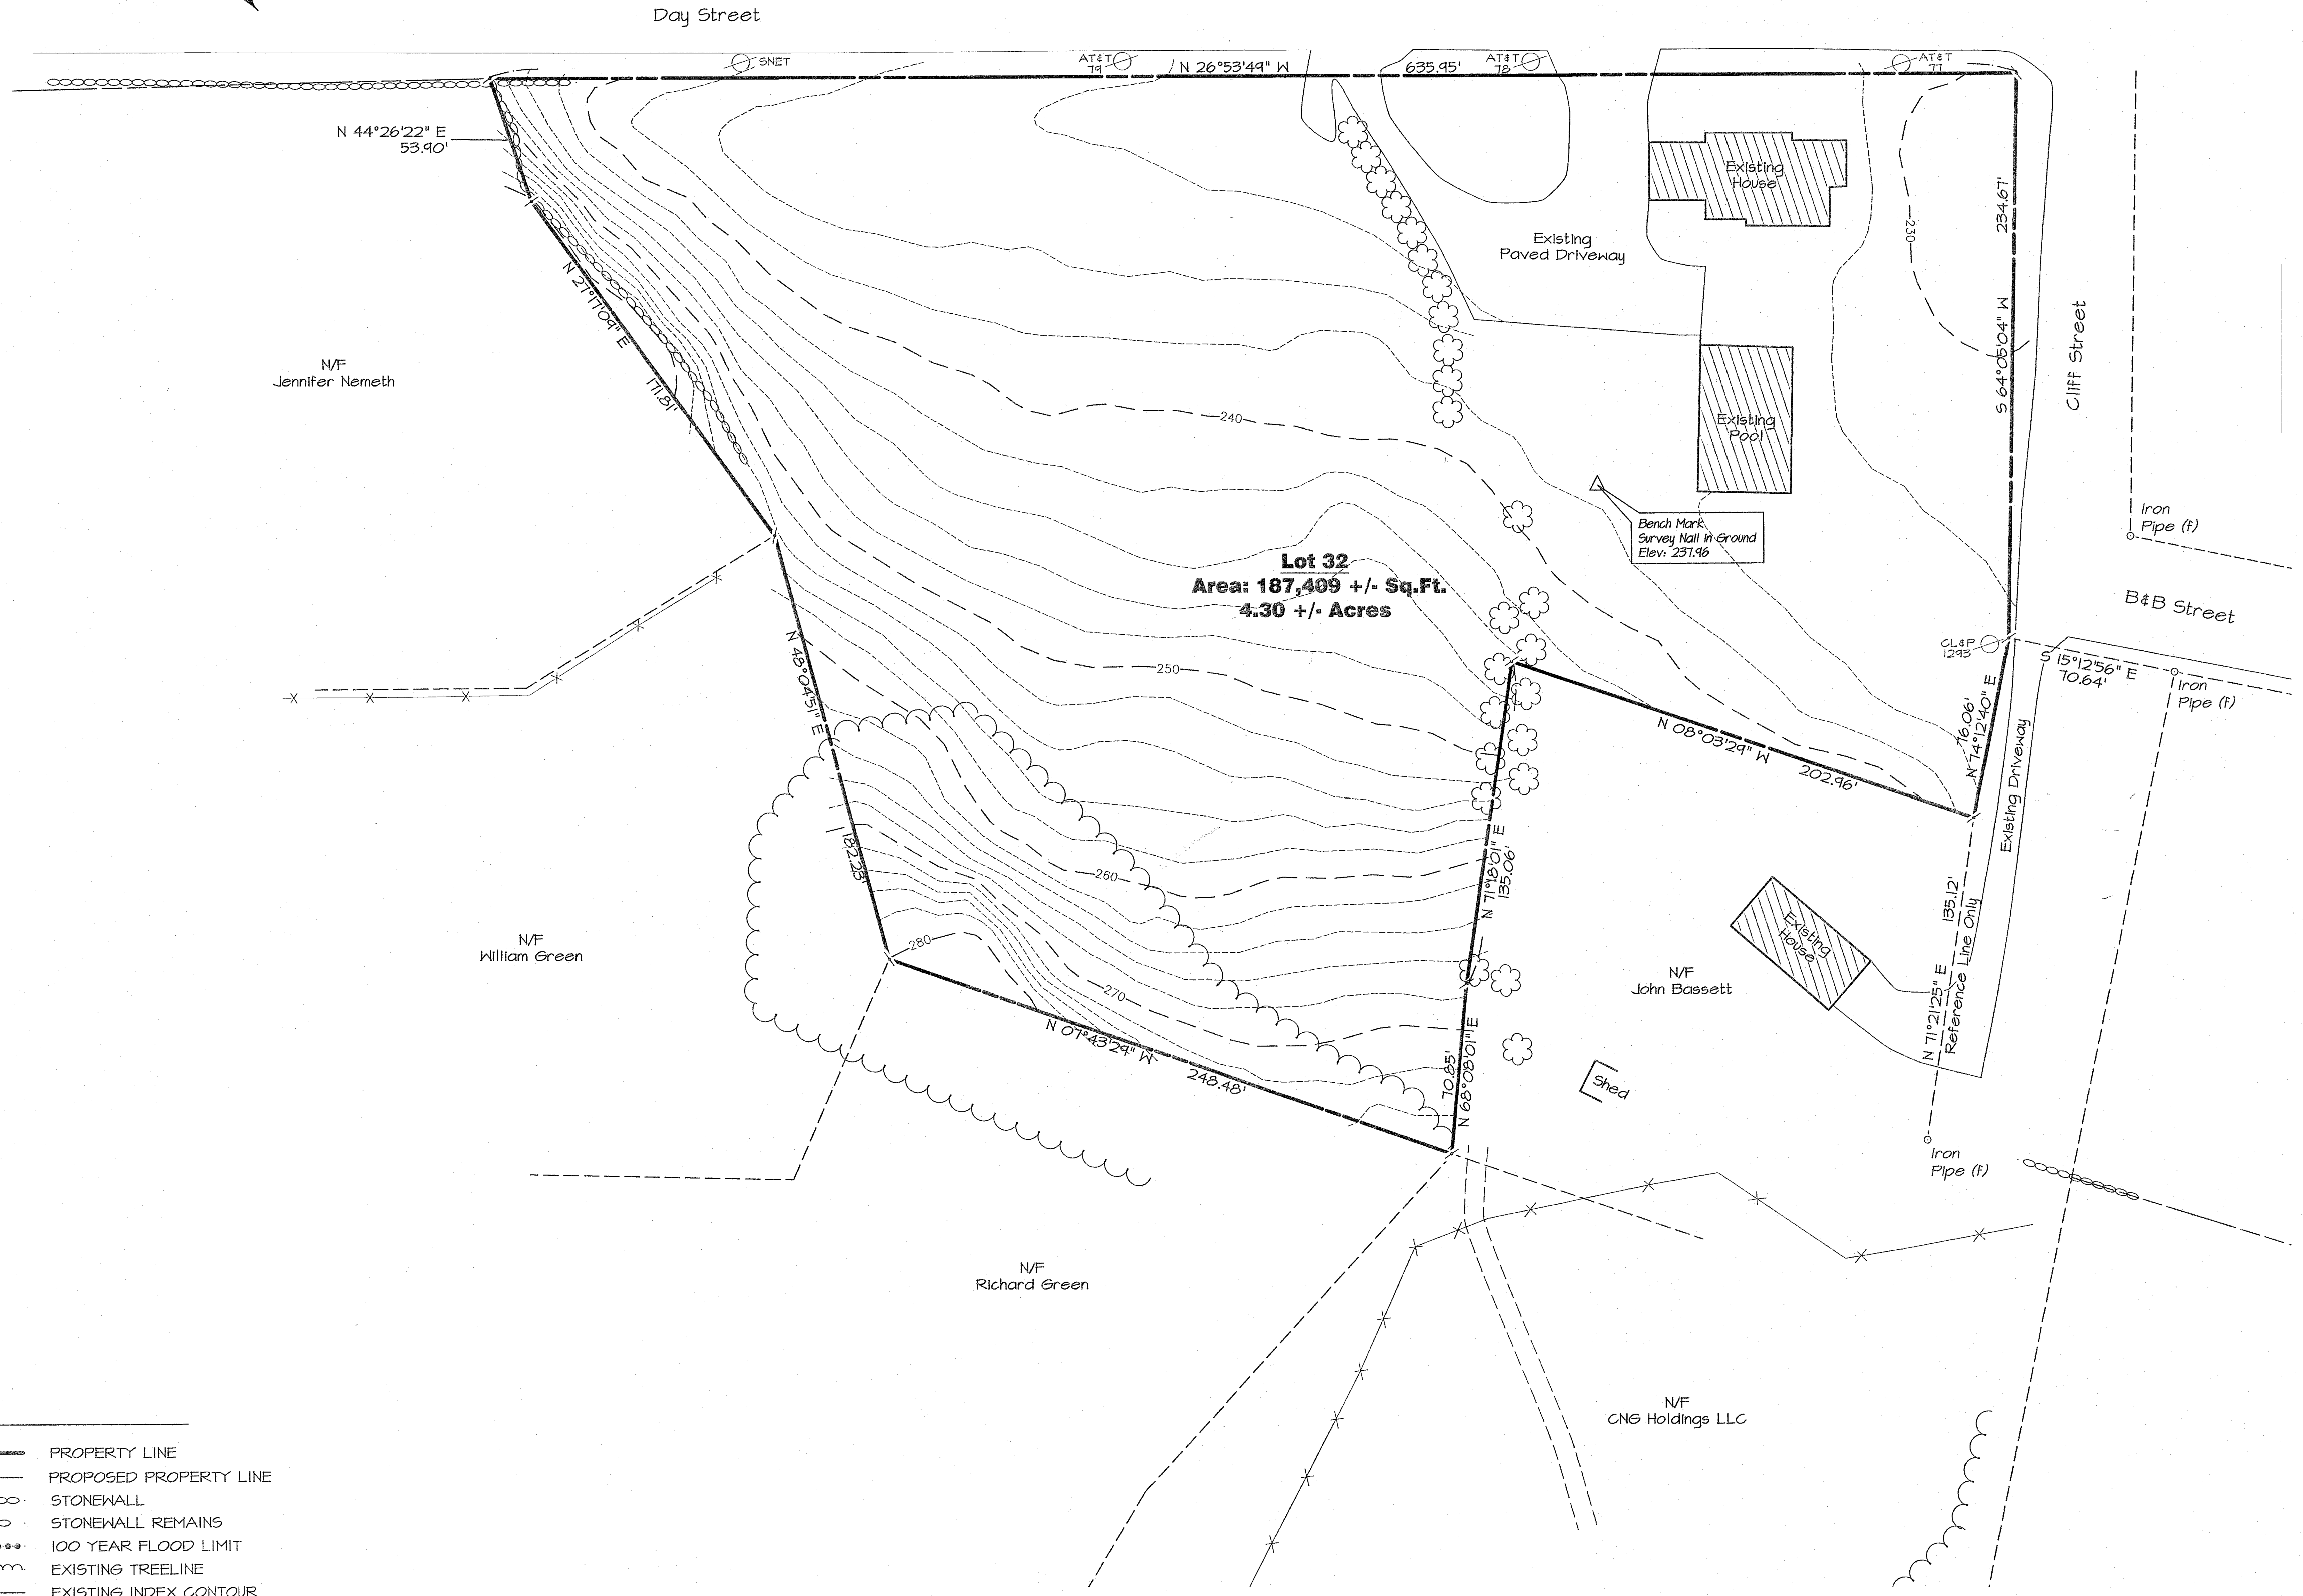 Day Street
SNET
AT&T
79
N 26°53'49" W
635.95'
AT&T
78
AT&T
77
N 44°26'22" E
53.90'
Existing
House
234.67'
S 64°05'04" W
230
Cliff Street
Existing
Paved Driveway
N 27°17'09" E
171.81'
N/F
Jennifer Nemeth
240
Existing
Pool
Bench Mark
Survey Nail in Ground
Elev: 237.96
Iron
Pipe (f)
Lot 32
Area: 187,409 +/- Sq.Ft.
4.30 +/- Acres
B&B Street
CL&P
1293
S 15°12'56" E
70.64'
Iron
Pipe (f)
N 48°04'51" E
182.23'
250
N 08°03'29" W
202.96'
76.06'
N 74°12'40" E
Existing Driveway
260
N 71°18'01" E
135.06'
N/F
William Green
280
270
N 07°43'29" W
248.48'
70.85'
N 68°08'01" E
N/F
John Bassett
Existing
House
N 71°21'25" E
135.12'
Reference Line Only
Shed
Iron
Pipe (f)
N/F
Richard Green
N/F
CNG Holdings LLC
PROPERTY LINE
PROPOSED PROPERTY LINE
STONEWALL
STONEWALL REMAINS
100 YEAR FLOOD LIMIT
EXISTING TREELINE
EXISTING INDEX CONTOUR